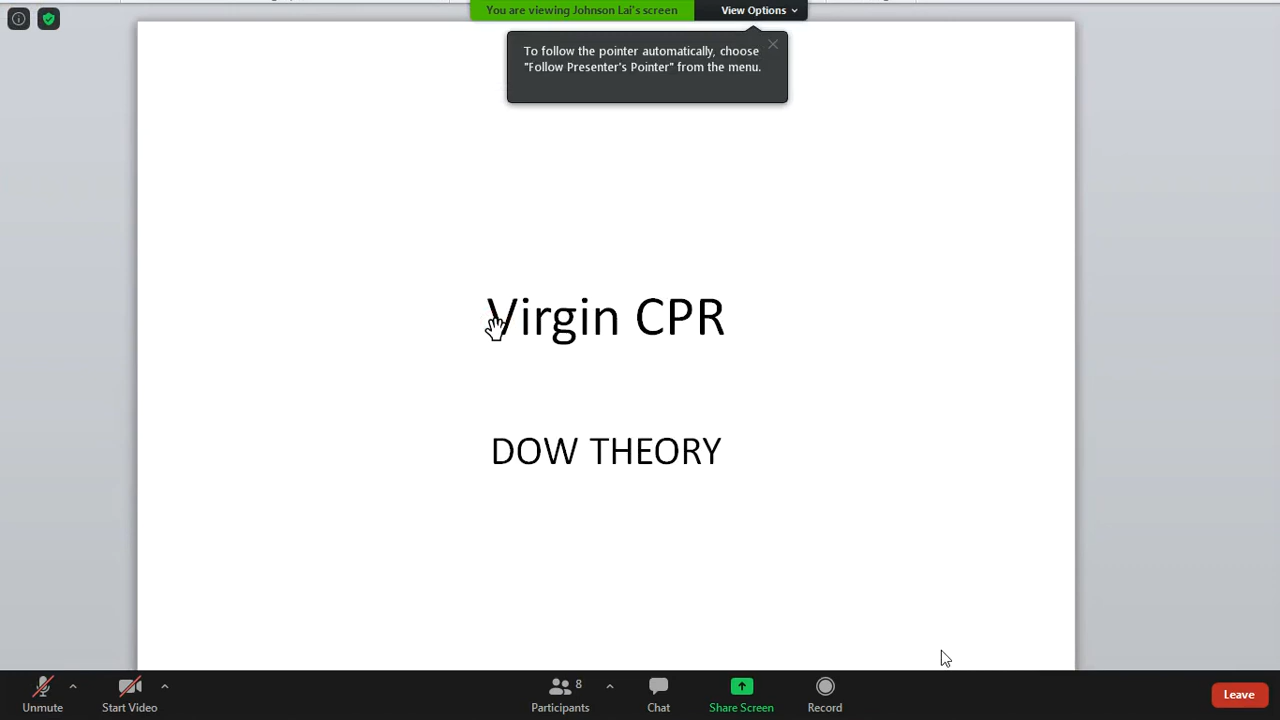 You are viewing Johnson Lai's screen
View Options
To follow the pointer automatically, choose
"Follow Presenter's Pointer" from the menu.
Virgin CPR
DOW THEORY
Unmute
Start Video
8
Participants
Chat
Share Screen
Record
Leave